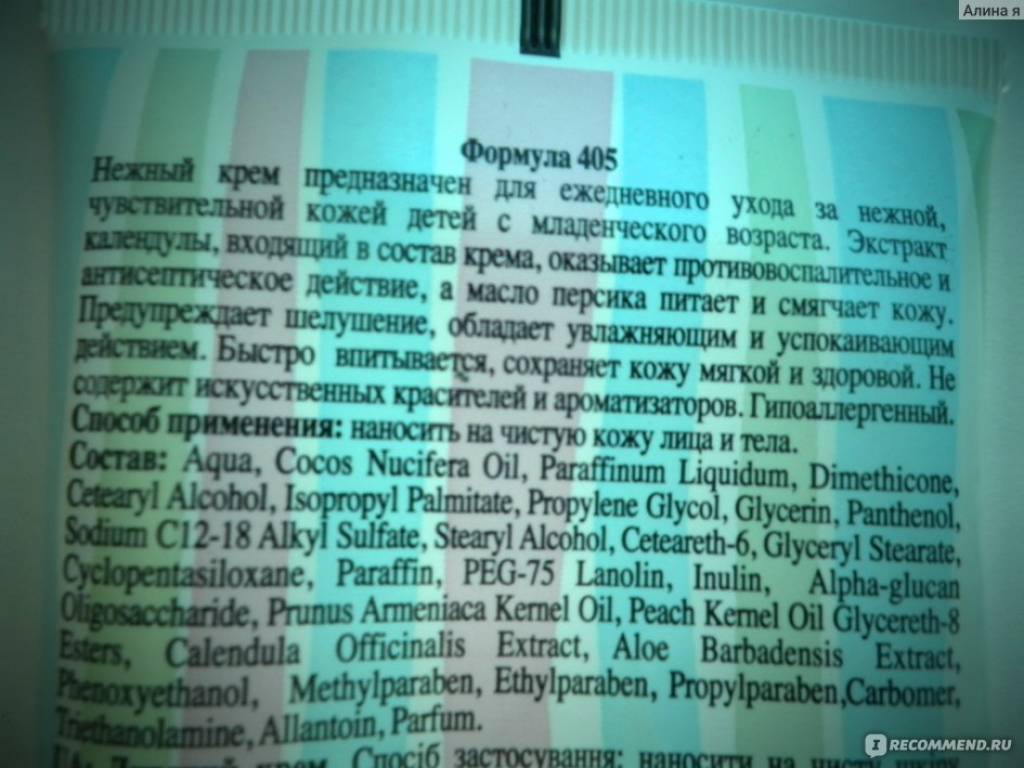 Алина я
Формула 405
Нежный крем предназначен для ежедневного ухода за нежной,
чувствительной кожей детей с младенческого возраста. Экстракт
календулы, входящий в состав крема, оказывает противовоспалительное и
антисептическое действие, а масло персика питает и смягчает кожу.
Предупреждает шелушение, обладает увлажняющим и успокаивающим
действием. Быстро впитывается, сохраняет кожу мягкой и здоровой. Не
содержит искусственных красителей и ароматизаторов. Гипоаллергенный.
Способ применения: наносить на чистую кожу лица и тела.
Состав: Aqua, Cocos Nucifera Oil, Paraffinum Liquidum, Dimethicone,
Cetearyl Alcohol, Isopropyl Palmitate, Propylene Glycol, Glycerin, Panthenol,
Sodium C12-18 Alkyl Sulfate, Stearyl Alcohol, Ceteareth-6, Glyceryl Stearate,
Cyclopentasiloxane, Paraffin, PEG-75 Lanolin, Inulin, Alpha-glucan
Oligosaccharide, Prunus Armeniaca Kernel Oil, Peach Kernel Oil Glycereth-8
Esters, Calendula Officinalis Extract, Aloe Barbadensis Extract,
Phenoxyethanol, Methylparaben, Ethylparaben, Propylparaben,Carbomer,
Triethanolamine, Allantoin, Parfum.
крем. Спосіб застосування: наносити на чисту шкіру
IRECOMMEND.RU